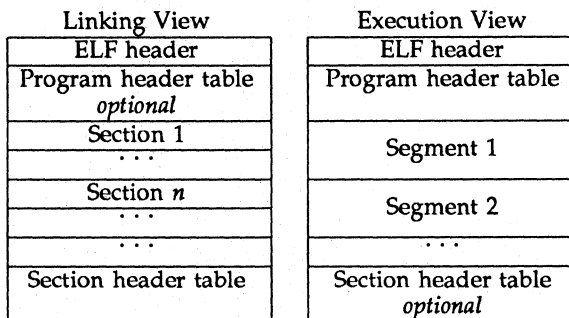 Linking View
ELF header
Program header table
optional
Section 1
. . .
Section n
. . .
. . .
Section header table
Execution View
ELF header
Program header table
Segment 1
Segment 2
. . .
Section header table
optional